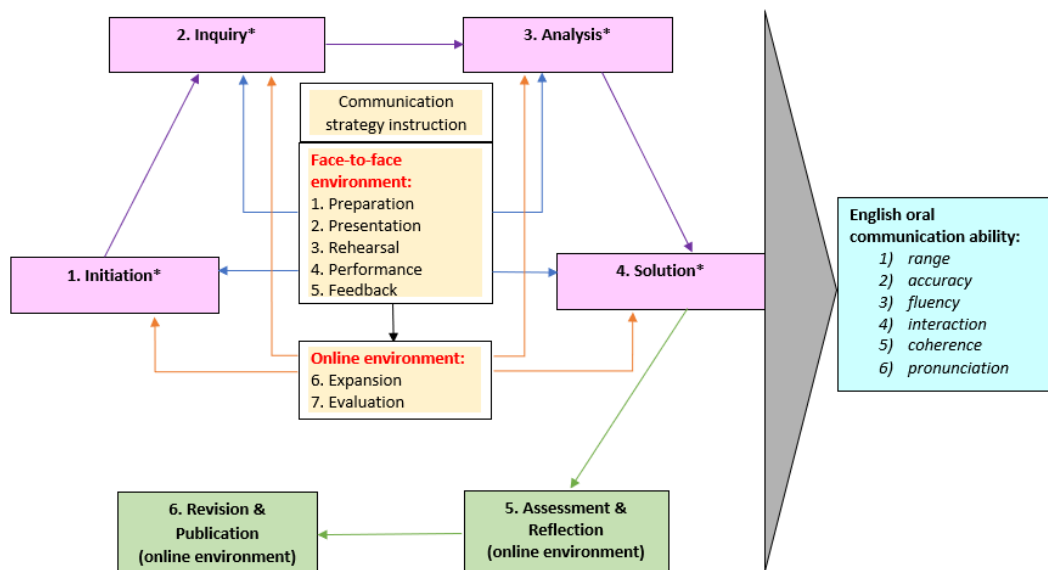 2. Inquiry*
3. Analysis*
Communication
strategy instruction
Face-to-face
environment:
1. Preparation
2. Presentation
3. Rehearsal
4. Performance
5. Feedback
1. Initiation*
4. Solution*
English oral
communication ability:
1) range
2) accuracy
3) fluency
4) interaction
5) coherence
6) pronunciation
Online environment:
6. Expansion
7. Evaluation
6. Revision &
Publication
(online environment)
5. Assessment &
Reflection
(online environment)